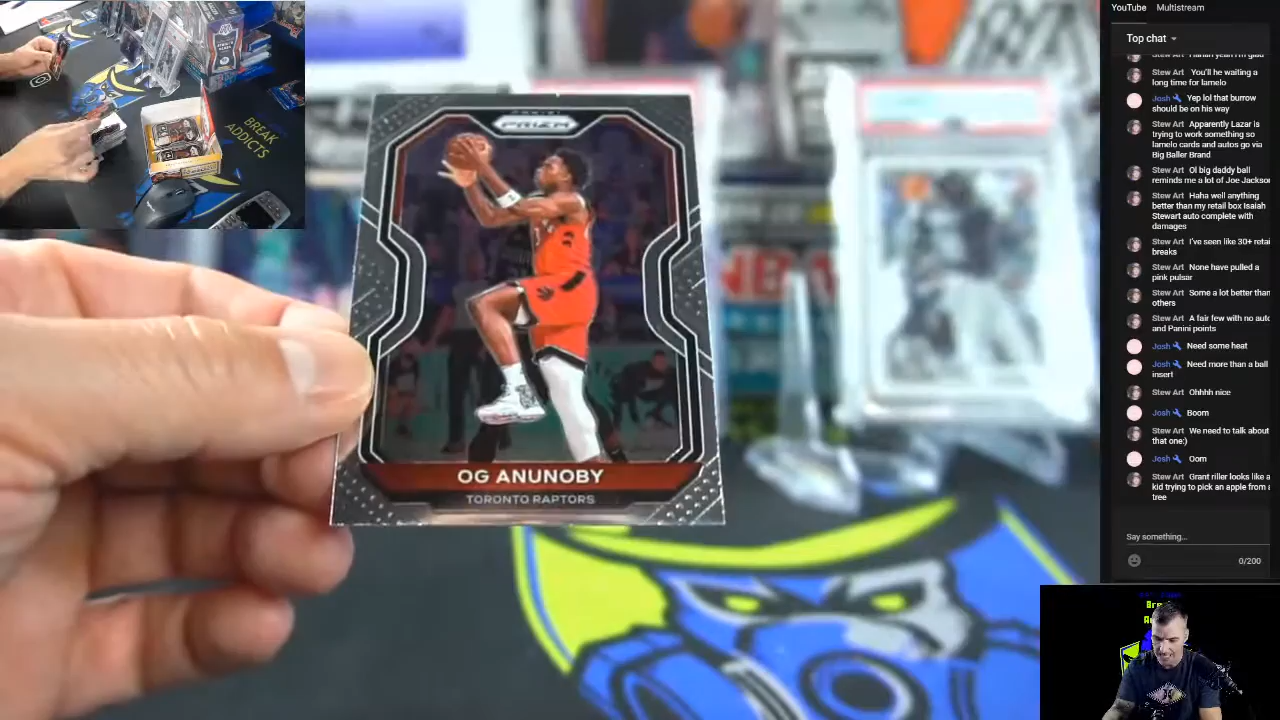 BREAK
ADDICTS
PANINI
PRIZM
OG ANUNOBY
TORONTO RAPTORS
YouTube Multistream
Top chat
Stew Art You'll he waiting a
long time for lamelo
Josh Yep lol that burrow
should be on his way
Stew Art Apparently Lazar is
trying to work something so
lamelo cards and autos go via
Big Baller Brand
Stew Art Ol big daddy ball
reminds me a lot of Joe Jackson
Stew Art Haha well anything
better than my retail box Isaiah
Stewart auto complete with
damages
Stew Art I've seen like 30+ retai
breaks
Stew Art None have pulled a
pink pulsar
Stew Art Some a lot better than
others
Stew Art A fair few with no auto
and Panini points
Josh Need some heat
Josh Need more than a ball
insert
Stew Art Ohhhh nice
Josh Boom
Stew Art We need to talk about
that one:)
Josh Oom
Stew Art Grant riller looks like a
kid trying to pick an apple from a
tree
Say something...
0/200